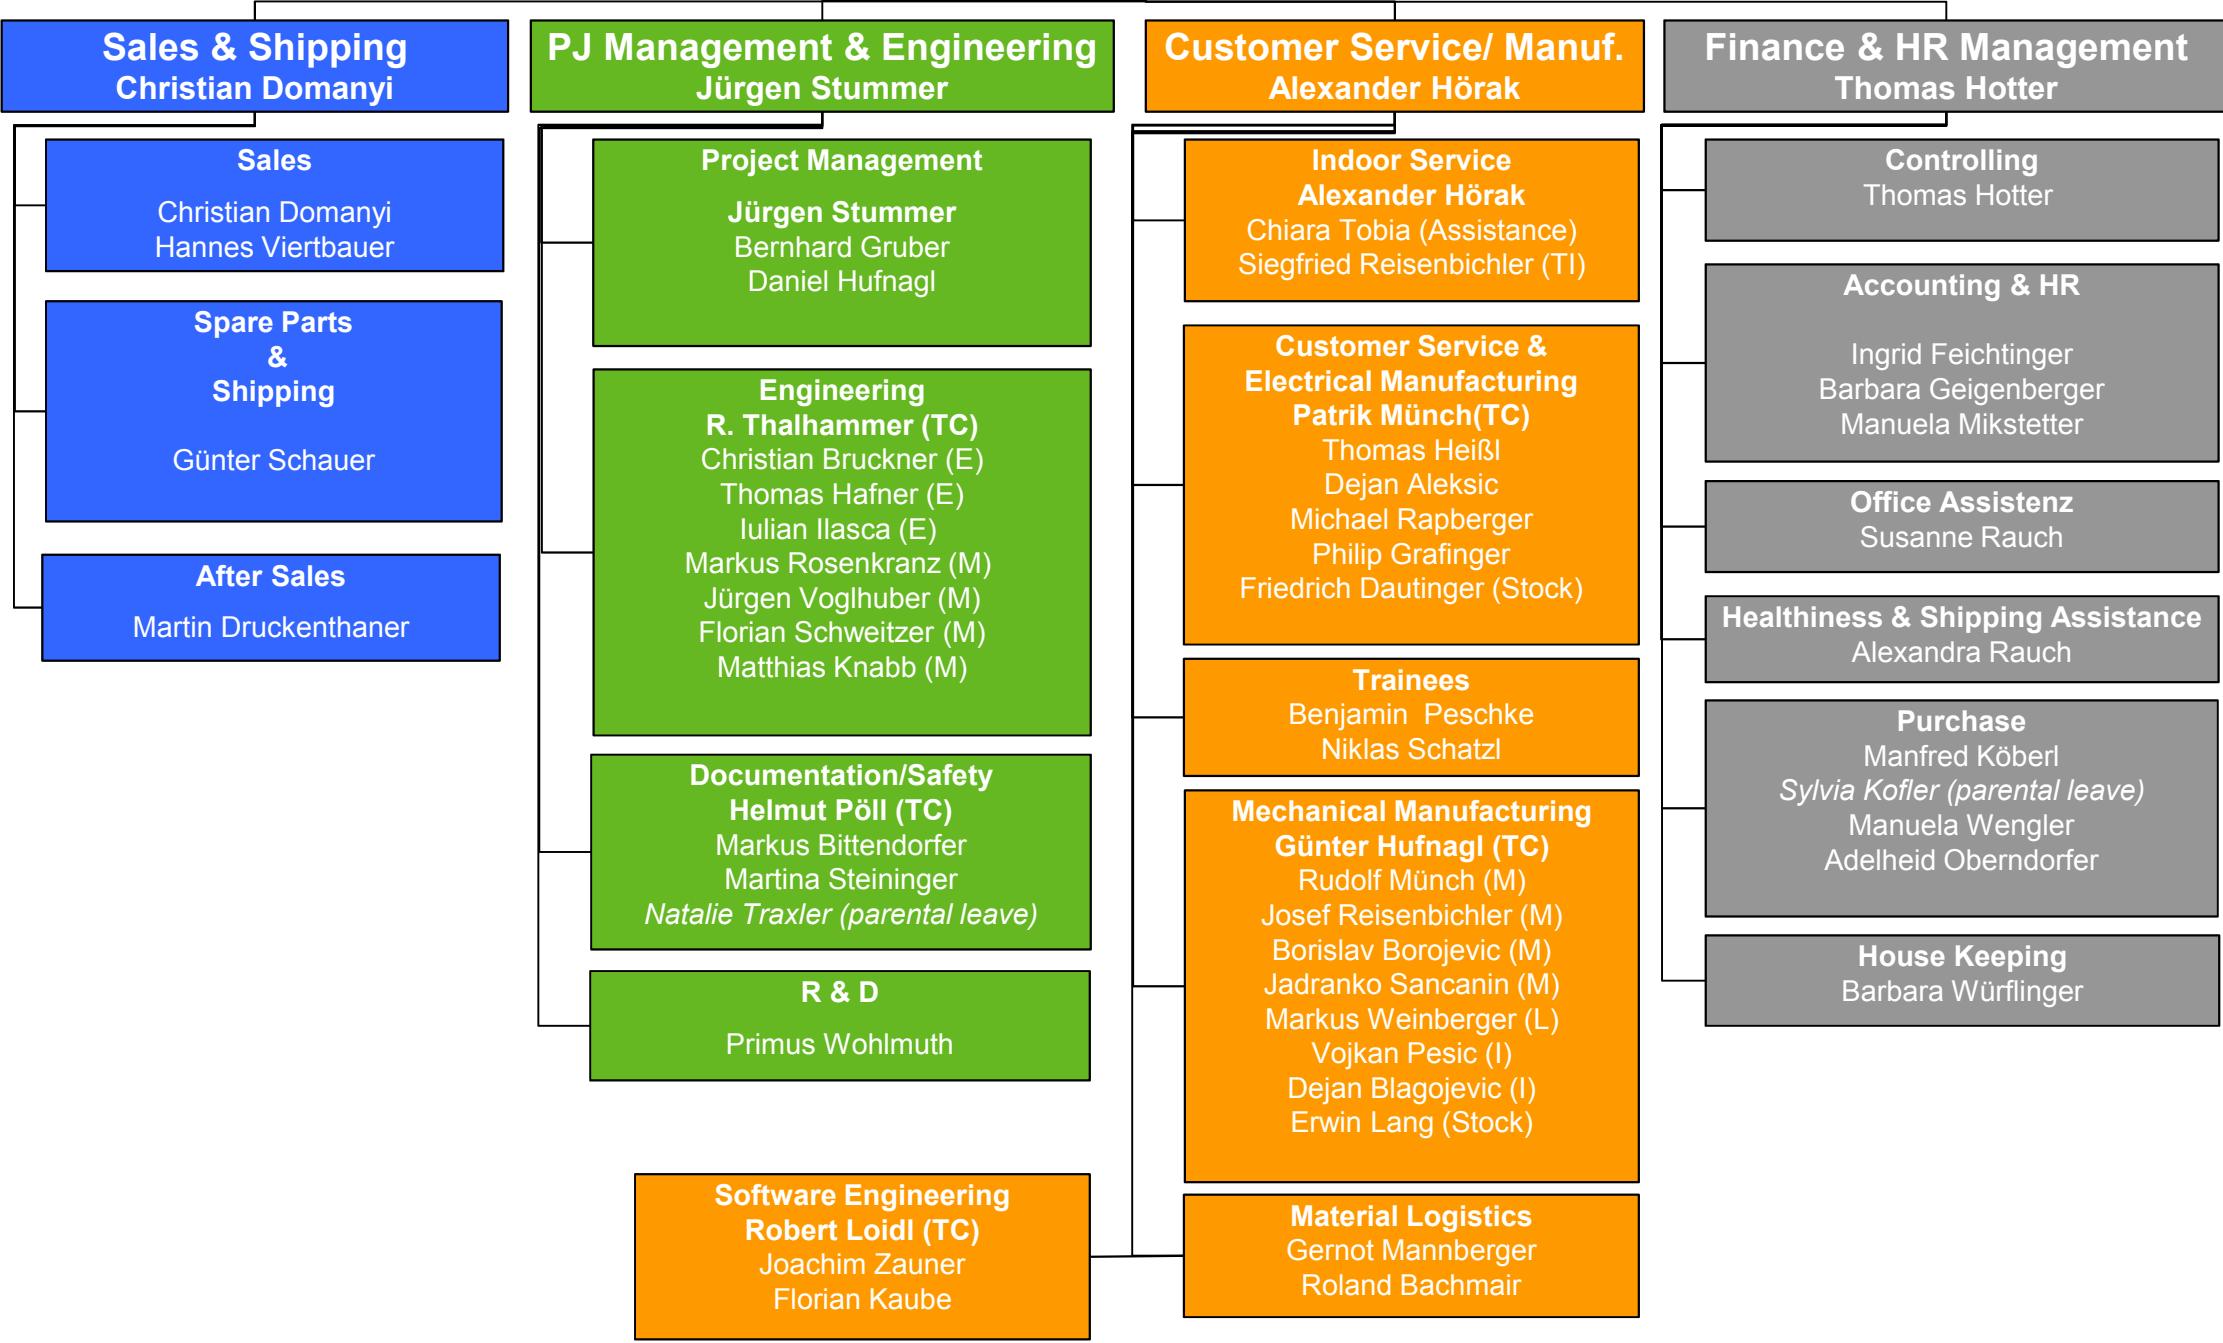 Sales & Shipping
Christian Domanyi
Sales
Christian Domanyi
Hannes Viertbauer
Spare Parts
&
Shipping
Günter Schauer
After Sales
Martin Druckenthaner
PJ Management & Engineering
Jürgen Stummer
Project Management
Jürgen Stummer
Bernhard Gruber
Daniel Hufnagl
Engineering
R. Thalhammer (TC)
Christian Bruckner (E)
Thomas Hafner (E)
Iulian Ilasca (E)
Markus Rosenkranz (M)
Jürgen Voglhuber (M)
Florian Schweitzer (M)
Matthias Knabb (M)
Documentation/Safety
Helmut Pöll (TC)
Markus Bittendorfer
Martina Steininger
Natalie Traxler (parental leave)
R & D
Primus Wohlmuth
Customer Service/ Manuf.
Alexander Hörak
Indoor Service
Alexander Hörak
Chiara Tobia (Assistance)
Siegfried Reisenbichler (TI)
Customer Service &
Electrical Manufacturing
Patrik Münch(TC)
Thomas Heißl
Dejan Aleksic
Michael Rapberger
Philip Grafinger
Friedrich Dautinger (Stock)
Trainees
Benjamin  Peschke
Niklas Schatzl
Mechanical Manufacturing
Günter Hufnagl (TC)
Rudolf Münch (M)
Josef Reisenbichler (M)
Borislav Borojevic (M)
Jadranko Sancanin (M)
Markus Weinberger (L)
Vojkan Pesic (I)
Dejan Blagojevic (I)
Erwin Lang (Stock)
Software Engineering
Robert Loidl (TC)
Joachim Zauner
Florian Kaube
Material Logistics
Gernot Mannberger
Roland Bachmair
Finance & HR Management
Thomas Hotter
Controlling
Thomas Hotter
Accounting & HR
Ingrid Feichtinger
Barbara Geigenberger
Manuela Mikstetter
Office Assistenz
Susanne Rauch
Healthiness & Shipping Assistance
Alexandra Rauch
Purchase
Manfred Köberl
Sylvia Kofler (parental leave)
Manuela Wengler
Adelheid Oberndorfer
House Keeping
Barbara Würflinger